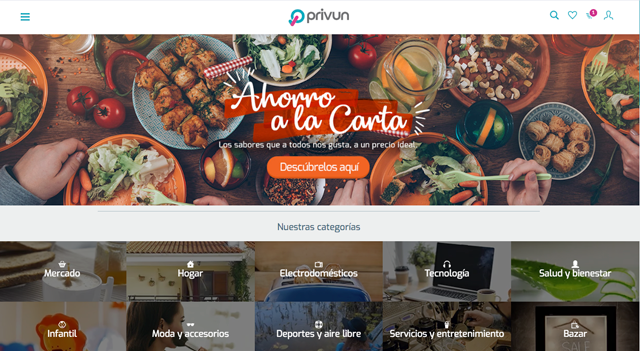 privun
1
Ahorro
a la Carta
Los sabores que a todos nos gusta, a un precio ideal.
Descúbrelos aquí
Nuestras categorías
Mercado
Hogar
Electrodomésticos
Tecnología
Salud y bienestar
Infantil
Moda y accesorios
Deportes y aire libre
Servicios y entretenimiento
Bazar